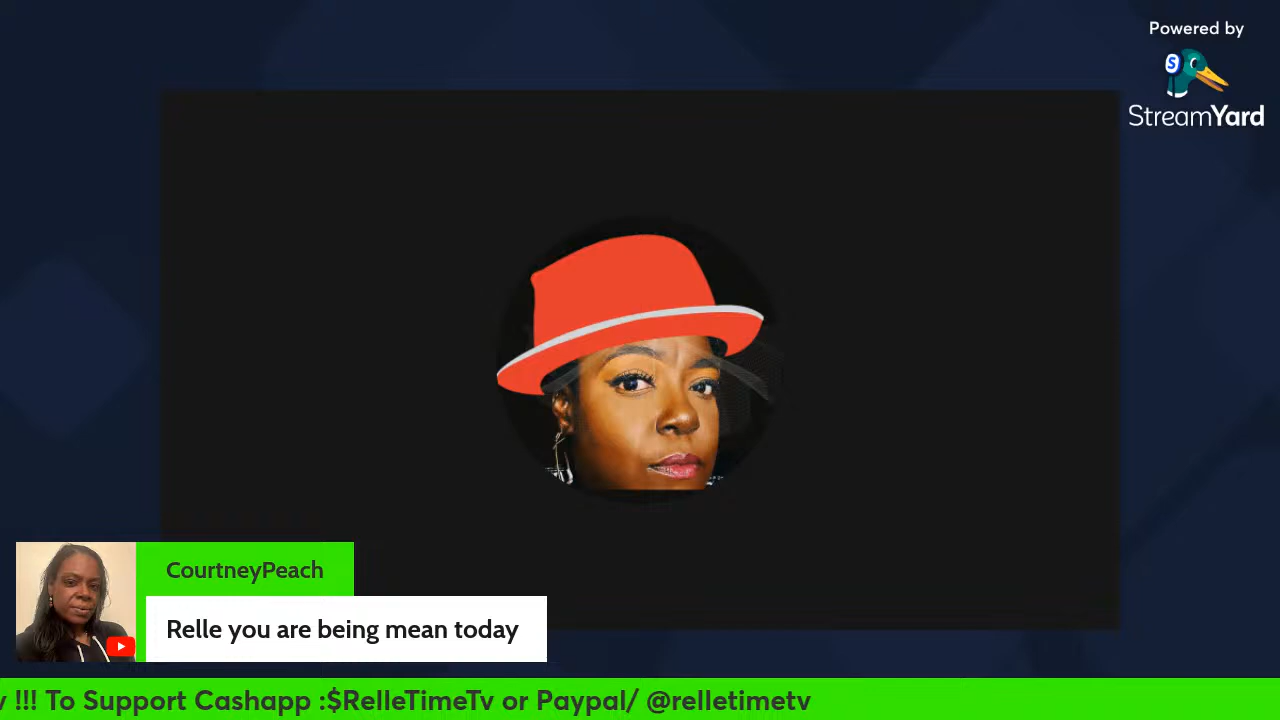 Powered by
StreamYard
CourtneyPeach
Relle you are being mean today
!!! To Support Cashapp :$RelleTimeTv or Paypal/ @relletimetv